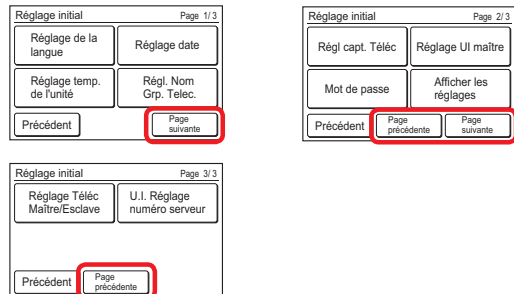 Réglage initial Page 1/3
Réglage de la
langue
Réglage date
Réglage temp.
de l'unité
Régl. Nom
Grp. Telec.
Précédent
Page
suivante
Réglage initial Page 2/3
Régl capt. Téléc
Réglage UI maître
Mot de passe
Afficher les
réglages
Précédent
Page
précédente
Page
suivante
Réglage initial Page 3/3
Réglage Téléc
Maître/Esclave
U.I. Réglage
numéro serveur
Précédent
Page
précédente